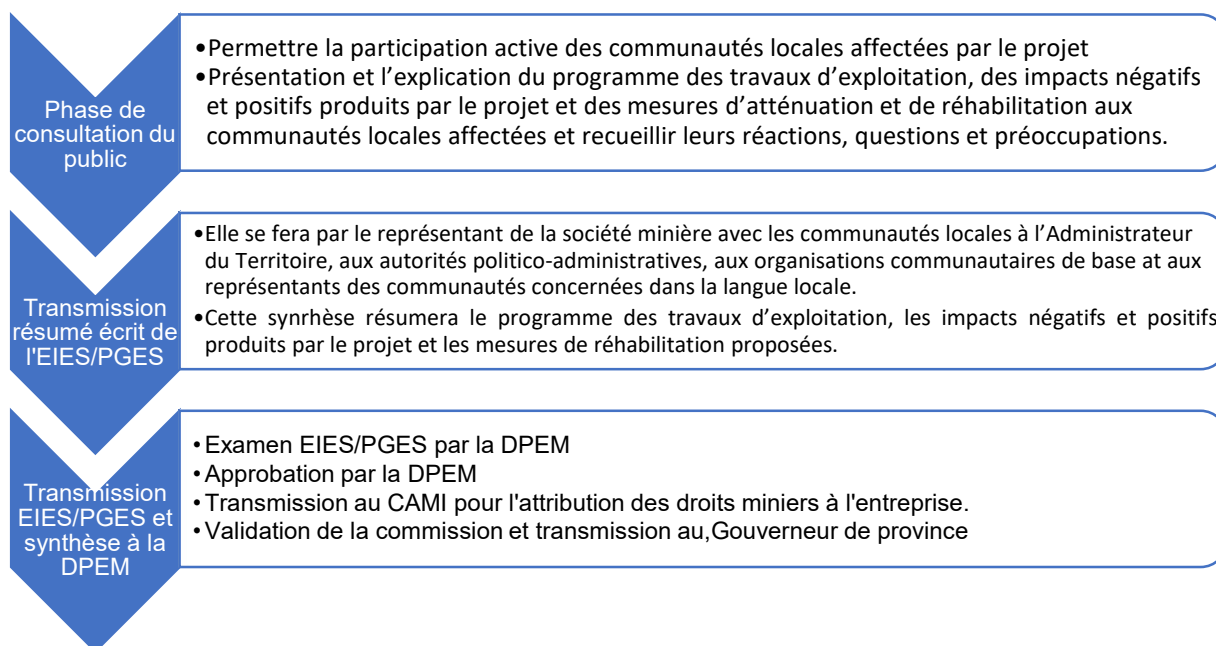 Phase de
consultation du
public
•Permettre la participation active des communautés locales affectées par le projet
•Présentation et l’explication du programme des travaux d’exploitation, des impacts négatifs
et positifs produits par le projet et des mesures d’atténuation et de réhabilitation aux
communautés locales affectées et recueillir leurs réactions, questions et préoccupations.
Transmission
résumé écrit de
l'EIES/PGES
•Elle se fera par le représentant de la société minière avec les communautés locales à l’Administrateur
du Territoire, aux autorités politico-administratives, aux organisations communautaires de base at aux
représentants des communautés concernées dans la langue locale.
•Cette synrhèse résumera le programme des travaux d’exploitation, les impacts négatifs et positifs
produits par le projet et les mesures de réhabilitation proposées.
Transmission
EIES/PGES et
synthèse à la
DPEM
•Examen EIES/PGES par la DPEM
•Approbation par la DPEM
•Transmission au CAMI pour l'attribution des droits miniers à l'entreprise.
•Validation de la commission et transmission au,Gouverneur de province